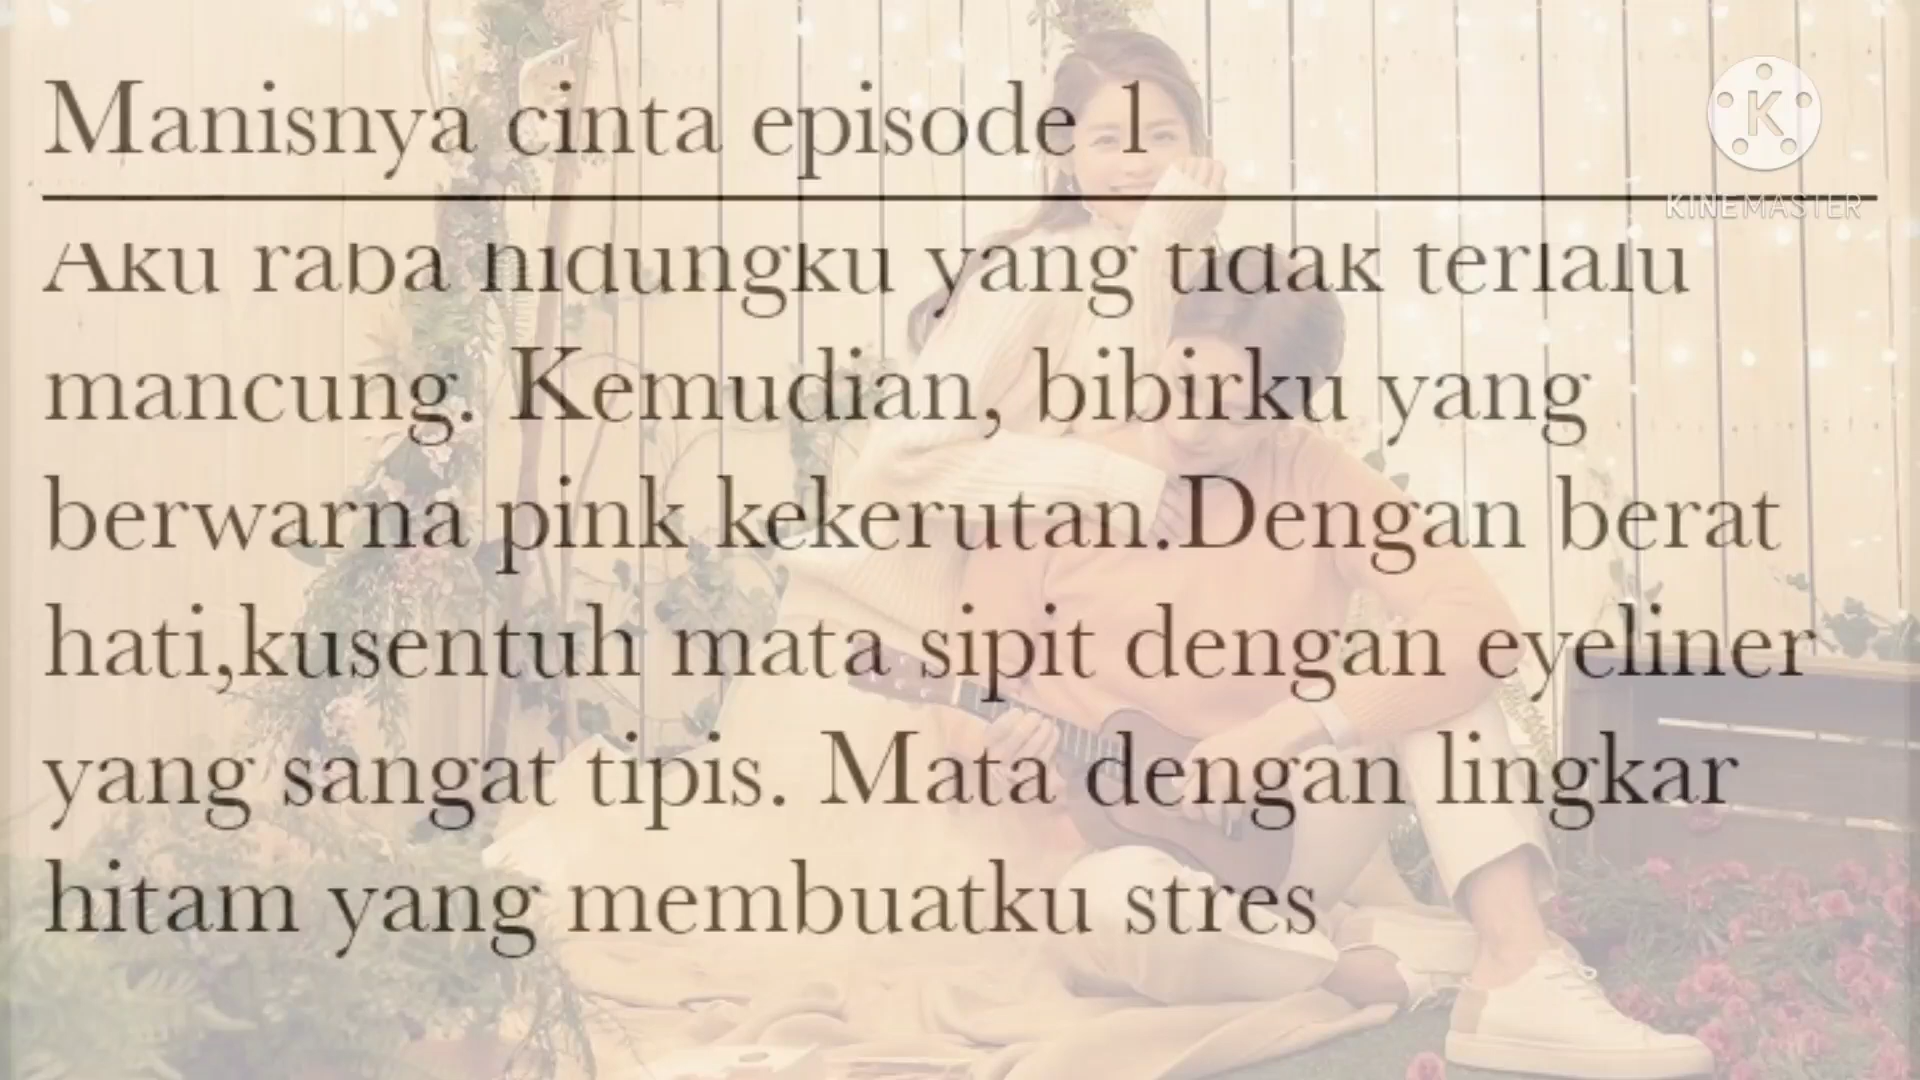 Manisnya cinta episode 1
K
KINEMASTER
Aku raba hidungku yang tidak terlalu
mancung. Kemudian, bibirku yang
berwarna pink kekerutan.Dengan berat
hati,kusentuh mata sipit dengan eyeliner
yang sangat tipis. Mata dengan lingkar
hitam yang membuatku stres